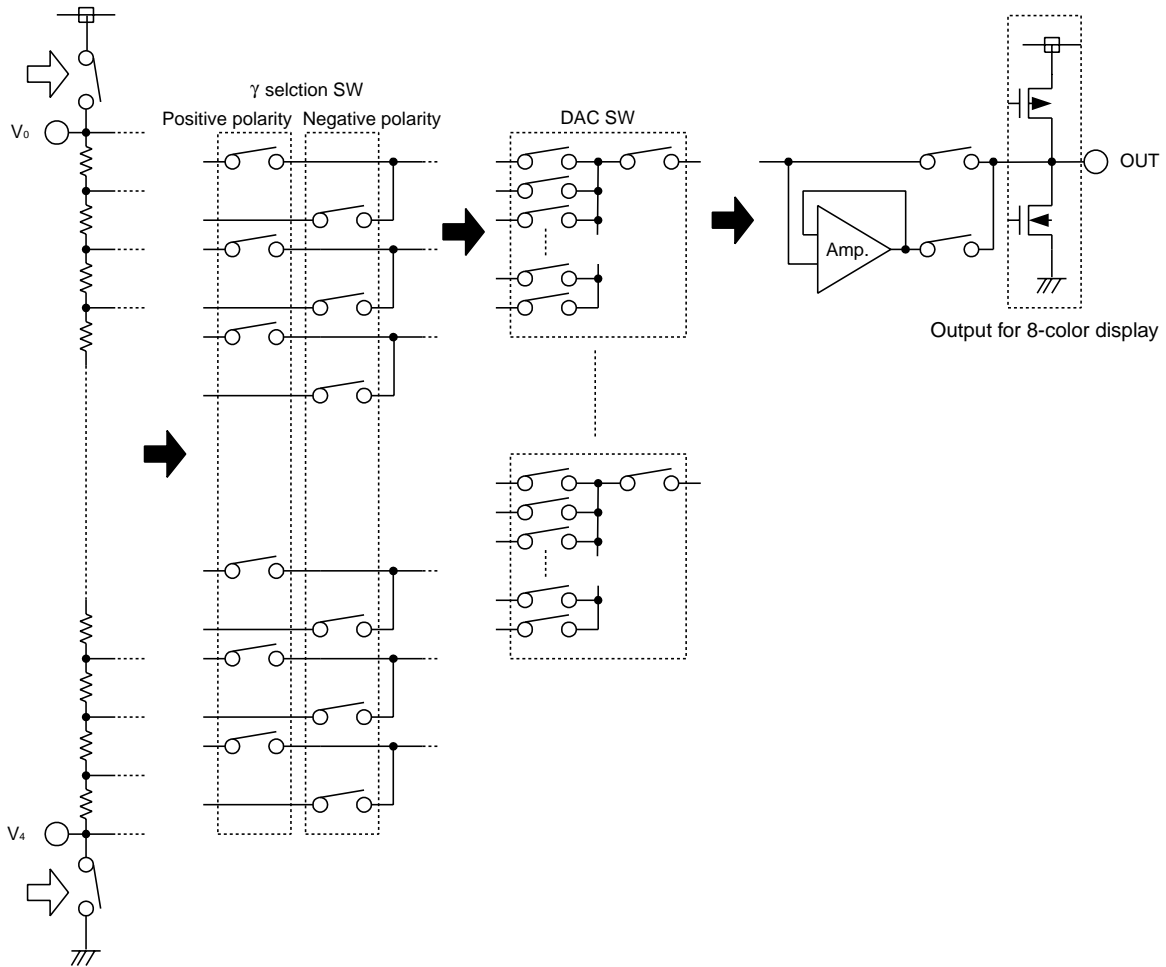 γ selction SW
Positive polarity Negative polarity
DAC SW
V₀
OUT
Amp.
Output for 8-color display
V₄